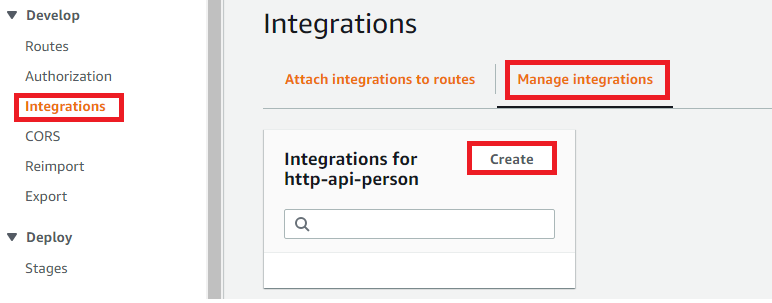 Develop
Routes
Authorization
Integrations
CORS
Reimport
Export
Deploy
Stages
Integrations
Attach integrations to routes
Manage integrations
Integrations for
http-api-person
Create